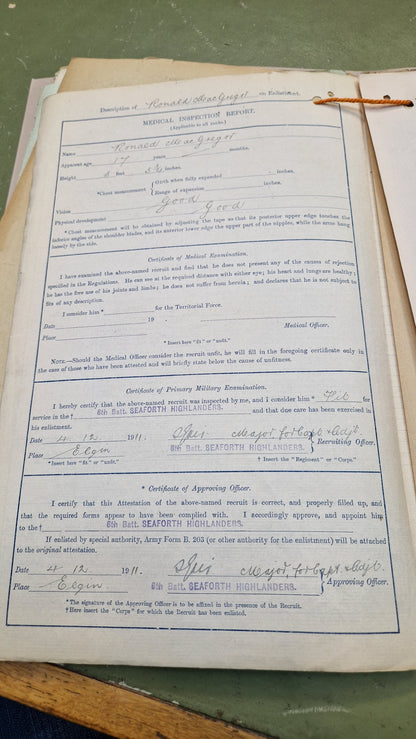 Description of Ronald MacGregor on Enlistment.
MEDICAL INSPECTION REPORT.
(Applicable to all ranks.)
Name Ronald MacGregor
Apparent age 17 years months.
Height 5 feet inches.
*Chest measurement { Girth when fully expanded inches.
Range of expansion inches.
Vision Good
Physical development Good
*Chest measurement will be obtained by adjusting the tape so that its posterior upper edge touches the
inferior angles of the shoulder blades, and its anterior lower edge the upper part of the nipples, while the arms hang
loosely by the side.
Certificate of Medical Examination.
I have examined the above-named recruit and find that he does not present any of the causes of rejection
specified in the Regulations. He can see at the required distance with either eye; his heart and lungs are healthy;
he has the free use of his joints and limbs; he does not suffer from hernia; and declares that he is not subject to
fits of any description.
I consider him* for the Territorial Force.
Date 19
Medical Officer.
Place
*Insert here "fit" or "unfit."
NOTE.—Should the Medical Officer consider the recruit unfit, he will fill in the foregoing certificate only in
the case of those who have been attested and will briefly state below the cause of unfitness.
Certificate of Primary Military Examination.
I hereby certify that the above-named recruit was inspected by me, and I consider him * Fit for
service in the † 6th Batt. SEAFORTH HIGHLANDERS. and that due care has been exercised in
his enlistment.
Date 4. 12. 1911. Major for Capt & Adjt.
6th Batt. SEAFORTH HIGHLANDERS. } Recruiting Officer.
Place Elgin
*Insert here "fit" or "unfit." † Insert the "Regiment" or "Corps."
* Certificate of Approving Officer.
I certify that this Attestation of the above-named recruit is correct, and properly filled up, and
that the required forms appear to have been complied with. I accordingly approve, and appoint him
to the † 6th Batt. SEAFORTH HIGHLANDERS.
If enlisted by special authority, Army Form B. 203 (or other authority for the enlistment) will be attached
to the original attestation.
Date 4 12 1911. Major for Capt & Adjt.
Place Elgin. 6th Batt. SEAFORTH HIGHLANDERS. } Approving Officer.
*The signature of the Approving Officer is to be affixed in the presence of the Recruit.
†Here insert the "Corps" for which the Recruit has been enlisted.